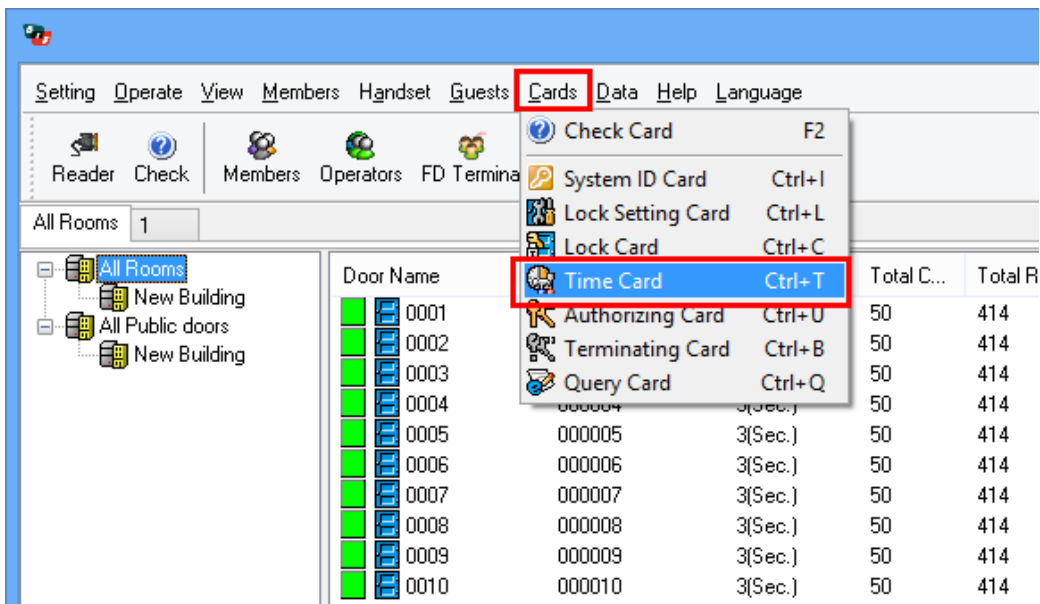 Setting Operate View Members Handset Guests Cards Data Help Language
Check Card F2
Reader Check Members Operators FD Termina
System ID Card Ctrl+I
Lock Setting Card Ctrl+L
All Rooms 1
Lock Card Ctrl+C
All Rooms Door Name Time Card Ctrl+T Total C... Total R
New Building
0001 Authorizing Card Ctrl+U 50 414
All Public doors
0002 Terminating Card Ctrl+B 50 414
New Building
0003 Query Card Ctrl+Q 50 414
0004 000004 3(Sec.) 50 414
0005 000005 3(Sec.) 50 414
0006 000006 3(Sec.) 50 414
0007 000007 3(Sec.) 50 414
0008 000008 3(Sec.) 50 414
0009 000009 3(Sec.) 50 414
0010 000010 3(Sec.) 50 414